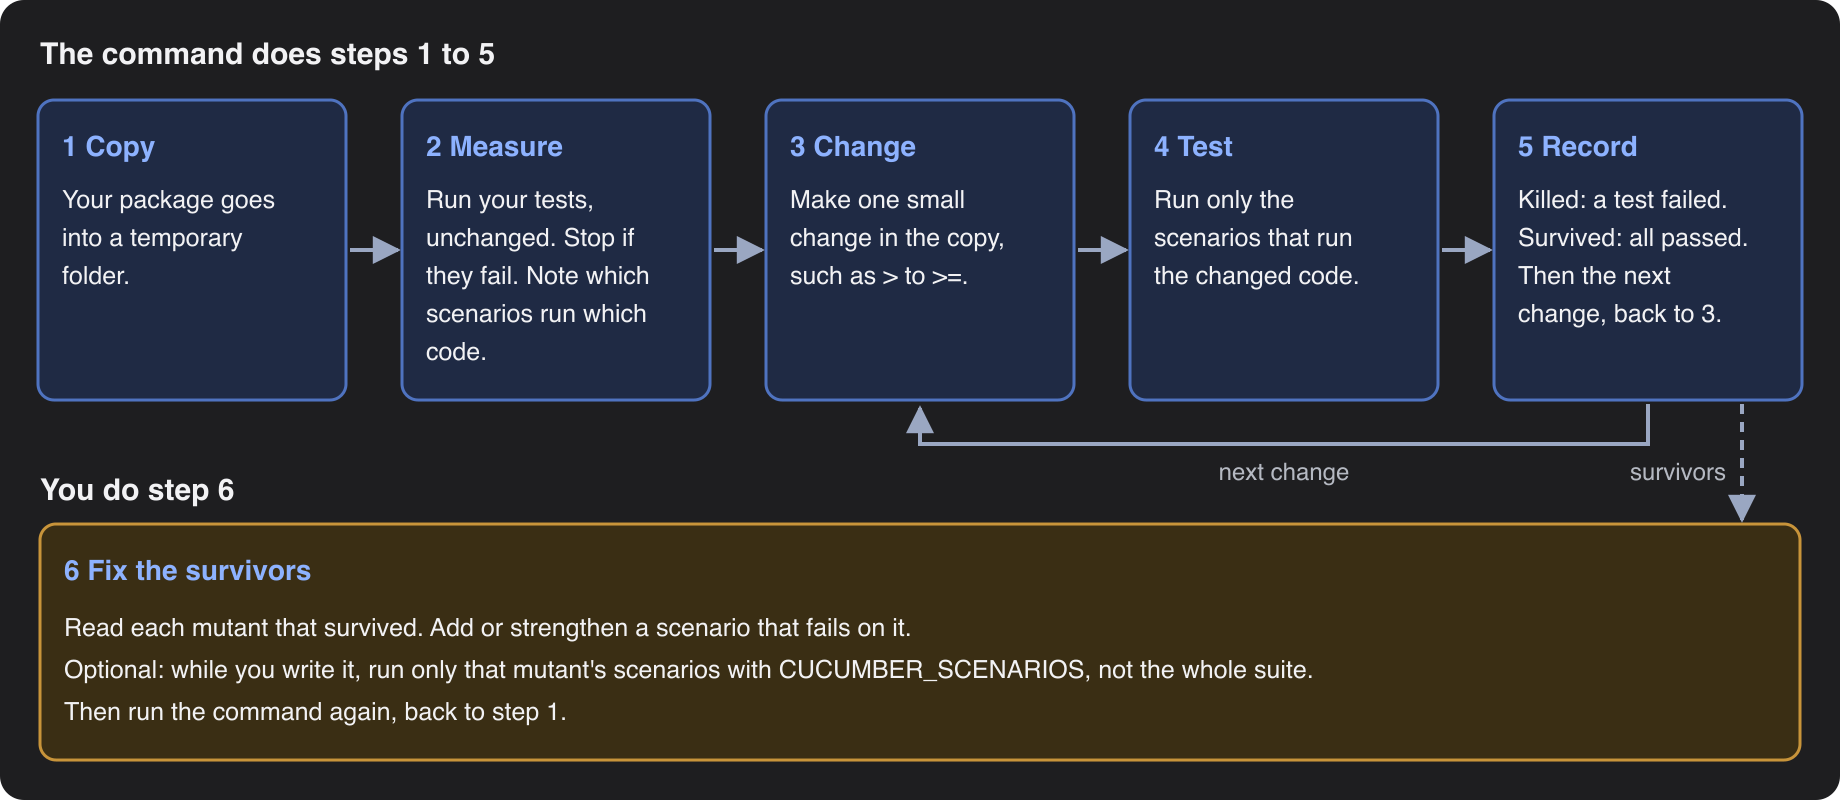 The command does steps 1 to 5
1 Copy
Your package goes
into a temporary
folder.
2 Measure
Run your tests,
unchanged. Stop if
they fail. Note which
scenarios run which
code.
3 Change
Make one small
change in the copy,
such as > to >=.
4 Test
Run only the
scenarios that run
the changed code.
5 Record
Killed: a test failed.
Survived: all passed.
Then the next
change, back to 3.
next change
survivors
You do step 6
6 Fix the survivors
Read each mutant that survived. Add or strengthen a scenario that fails on it.
Optional: while you write it, run only that mutant's scenarios with CUCUMBER_SCENARIOS, not the whole suite.
Then run the command again, back to step 1.